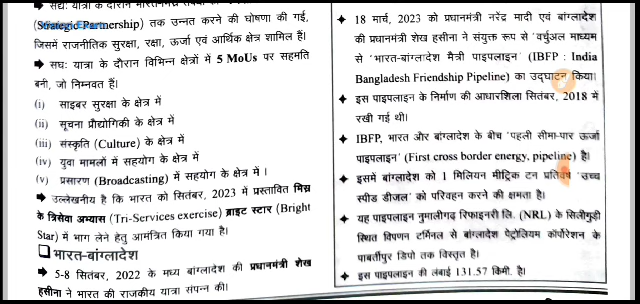 ➡ सद्यः यात्रा के दौरान
(Strategic Partnership) तक उन्नत करने की घोषणा की गई,
जिसमें राजनीतिक सुरक्षा, रक्षा, ऊर्जा एवं आर्थिक क्षेत्र शामिल हैं।
➡ सद्यः यात्रा के दौरान विभिन्न क्षेत्रों में 5 MoUs पर सहमति
बनी, जो निम्नवत हैं।
(i) साइबर सुरक्षा के क्षेत्र में
(ii) सूचना प्रौद्योगिकी के क्षेत्र में
(iii) संस्कृति (Culture) के क्षेत्र में
(iv) युवा मामलों में सहयोग के क्षेत्र में
(v) प्रसारण (Broadcasting) में सहयोग के क्षेत्र में।
➡ उल्लेखनीय है कि भारत को सितंबर, 2023 में प्रस्तावित मिस्र
के त्रिसेवा अभ्यास (Tri-Services exercise) ब्राइट स्टार (Bright
Star) में भाग लेने हेतु आमंत्रित किया गया है।
❑ भारत-बांग्लादेश
➡ 5-8 सितंबर, 2022 के मध्य बांग्लादेश की प्रधानमंत्री शेख
हसीना ने भारत की राजकीय यात्रा संपन्न की।
✦ 18 मार्च, 2023 को प्रधानमंत्री नरेंद्र मोदी एवं बांग्लादेश
की प्रधानमंत्री शेख हसीना ने संयुक्त रूप से 'वर्चुअल माध्यम
से 'भारत-बांग्लादेश मैत्री पाइपलाइन' (IBFP : India
Bangladesh Friendship Pipeline) का उद्घाटन किया।
✦ इस पाइपलाइन के निर्माण की आधारशिला सितंबर, 2018 में
रखी गई थी।
✦ IBFP, भारत और बांग्लादेश के बीच 'पहली सीमा-पार ऊर्जा
पाइपलाइन' (First cross border energy, pipeline) है।
✦ इसमें बांग्लादेश को 1 मिलियन मीट्रिक टन प्रतिवर्ष 'उच्च
स्पीड डीजल' को परिवहन करने की क्षमता है।
✦ यह पाइपलाइन नुमालीगढ़ रिफाइनरी लि. (NRL) के सिलीगुड़ी
स्थित विपणन टर्मिनल से बांग्लादेश पेट्रोलियम कॉर्पोरेशन के
पार्बतीपुर डिपो तक विस्तृत है।
✦ इस पाइपलाइन की लंबाई 131.57 किमी. है।